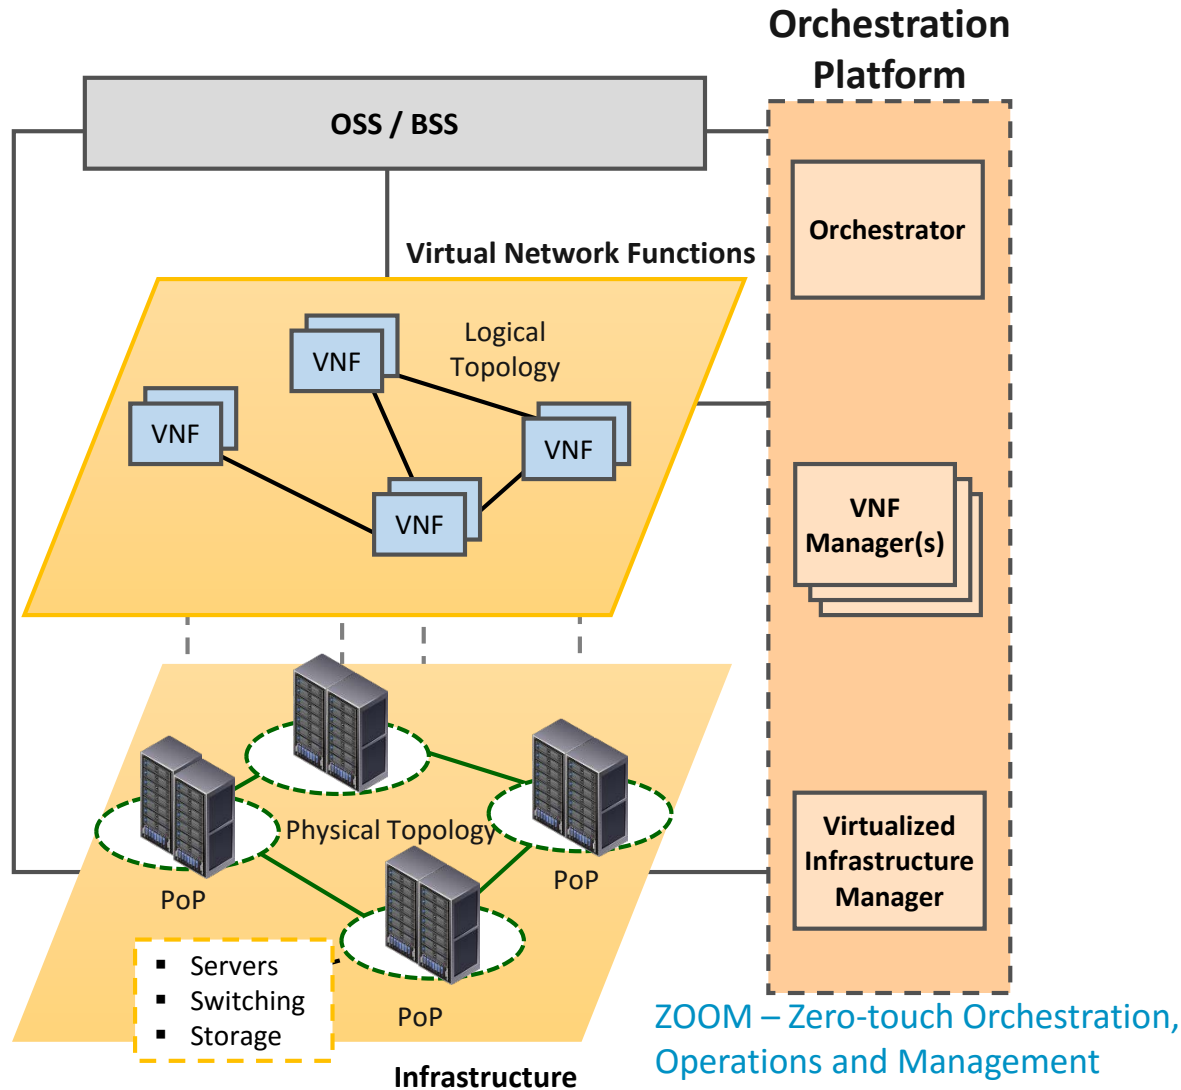 Orchestration
Platform
OSS / BSS
Orchestrator
Virtual Network Functions
Logical
Topology
VNF
VNF
VNF
VNF
VNF
Manager(s)
Physical Topology
PoP
PoP
PoP
Virtualized
Infrastructure
Manager
▪ Servers
▪ Switching
▪ Storage
Infrastructure
ZOOM – Zero-touch Orchestration,
Operations and Management